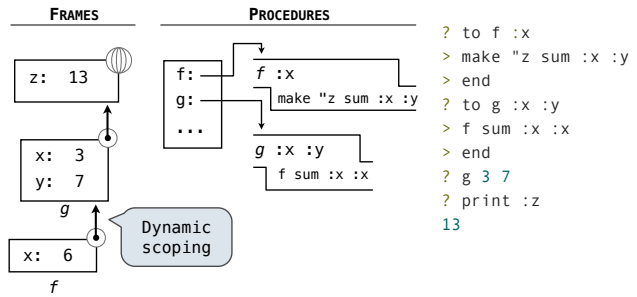 FRAMES
z: 13
x: 3
y: 7
g
x: 6
f
Dynamic
scoping
PROCEDURES
f:
g:
...
f :x
make "z sum :x :y
g :x :y
f sum :x :x
? to f :x
> make "z sum :x :y
> end
? to g :x :y
> f sum :x :x
> end
? g 3 7
? print :z
13